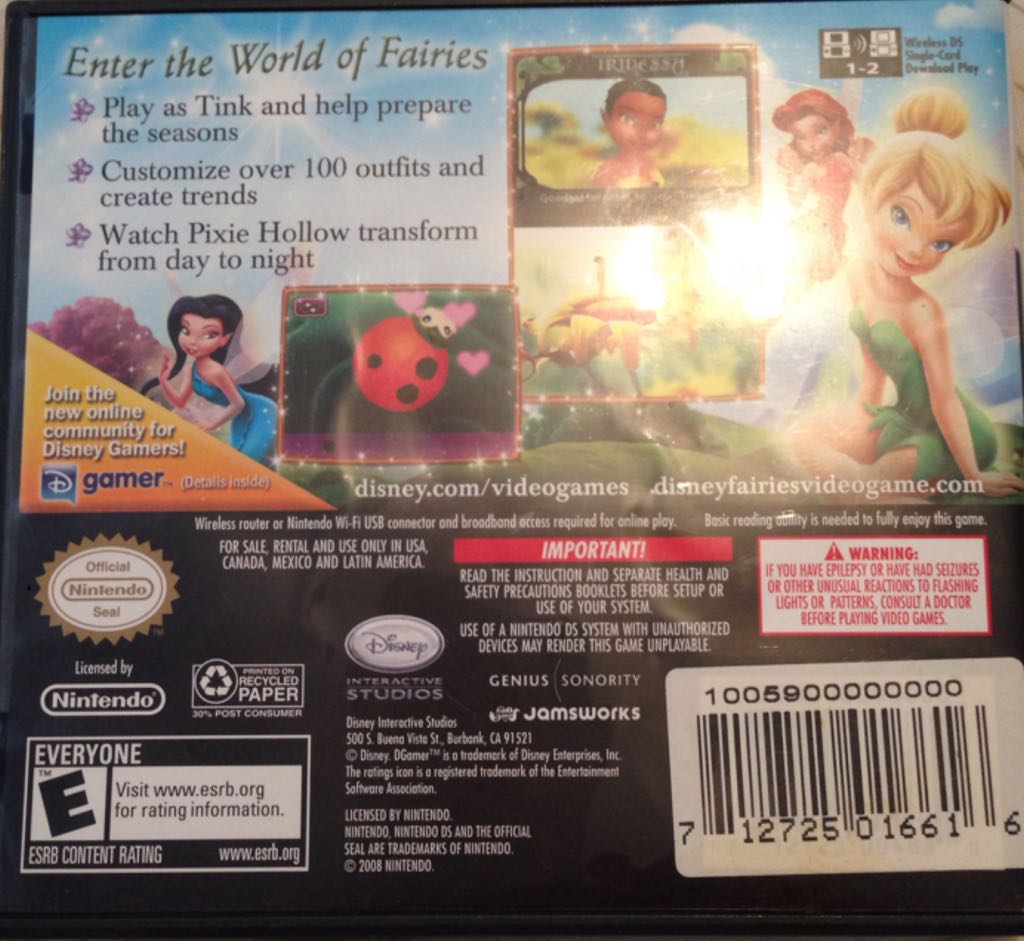 Enter the World of Fairies
Play as Tink and help prepare
the seasons
Customize over 100 outfits and
create trends
Watch Pixie Hollow transform
from day to night
IRIDESSA
1-2
Wireless DS
Single-Card
Download Play
Join the
new online
community for
Disney Gamers!
D gamer™ (Details inside)
disney.com/videogames disneyfairiesvideogame.com
Wireless router or Nintendo Wi-Fi USB connector and broadband access required for online play. Basic reading ability is needed to fully enjoy this game.
Official
Nintendo
Seal
TM
FOR SALE, RENTAL AND USE ONLY IN USA,
CANADA, MEXICO AND LATIN AMERICA.
IMPORTANT!
READ THE INSTRUCTION AND SEPARATE HEALTH AND
SAFETY PRECAUTIONS BOOKLETS BEFORE SETUP OR
USE OF YOUR SYSTEM.
USE OF A NINTENDO DS SYSTEM WITH UNAUTHORIZED
DEVICES MAY RENDER THIS GAME UNPLAYABLE.
WARNING:
IF YOU HAVE EPILEPSY OR HAVE HAD SEIZURES
OR OTHER UNUSUAL REACTIONS TO FLASHING
LIGHTS OR PATTERNS, CONSULT A DOCTOR
BEFORE PLAYING VIDEO GAMES.
Licensed by
Nintendo
PRINTED ON
RECYCLED
PAPER
30% POST CONSUMER
Disney
INTERACTIVE
STUDIOS
GENIUS SONORITY
JAMSWORKS
Disney Interactive Studios
500 S. Buena Vista St., Burbank, CA 91521
© Disney. DGamer™ is a trademark of Disney Enterprises, Inc.
The ratings icon is a registered trademark of the Entertainment
Software Association.
LICENSED BY NINTENDO.
NINTENDO, NINTENDO DS AND THE OFFICIAL
SEAL ARE TRADEMARKS OF NINTENDO.
© 2008 NINTENDO.
EVERYONE
TM
E
Visit www.esrb.org
for rating information.
ESRB CONTENT RATING www.esrb.org
1005900000000
7 12725 01661 6